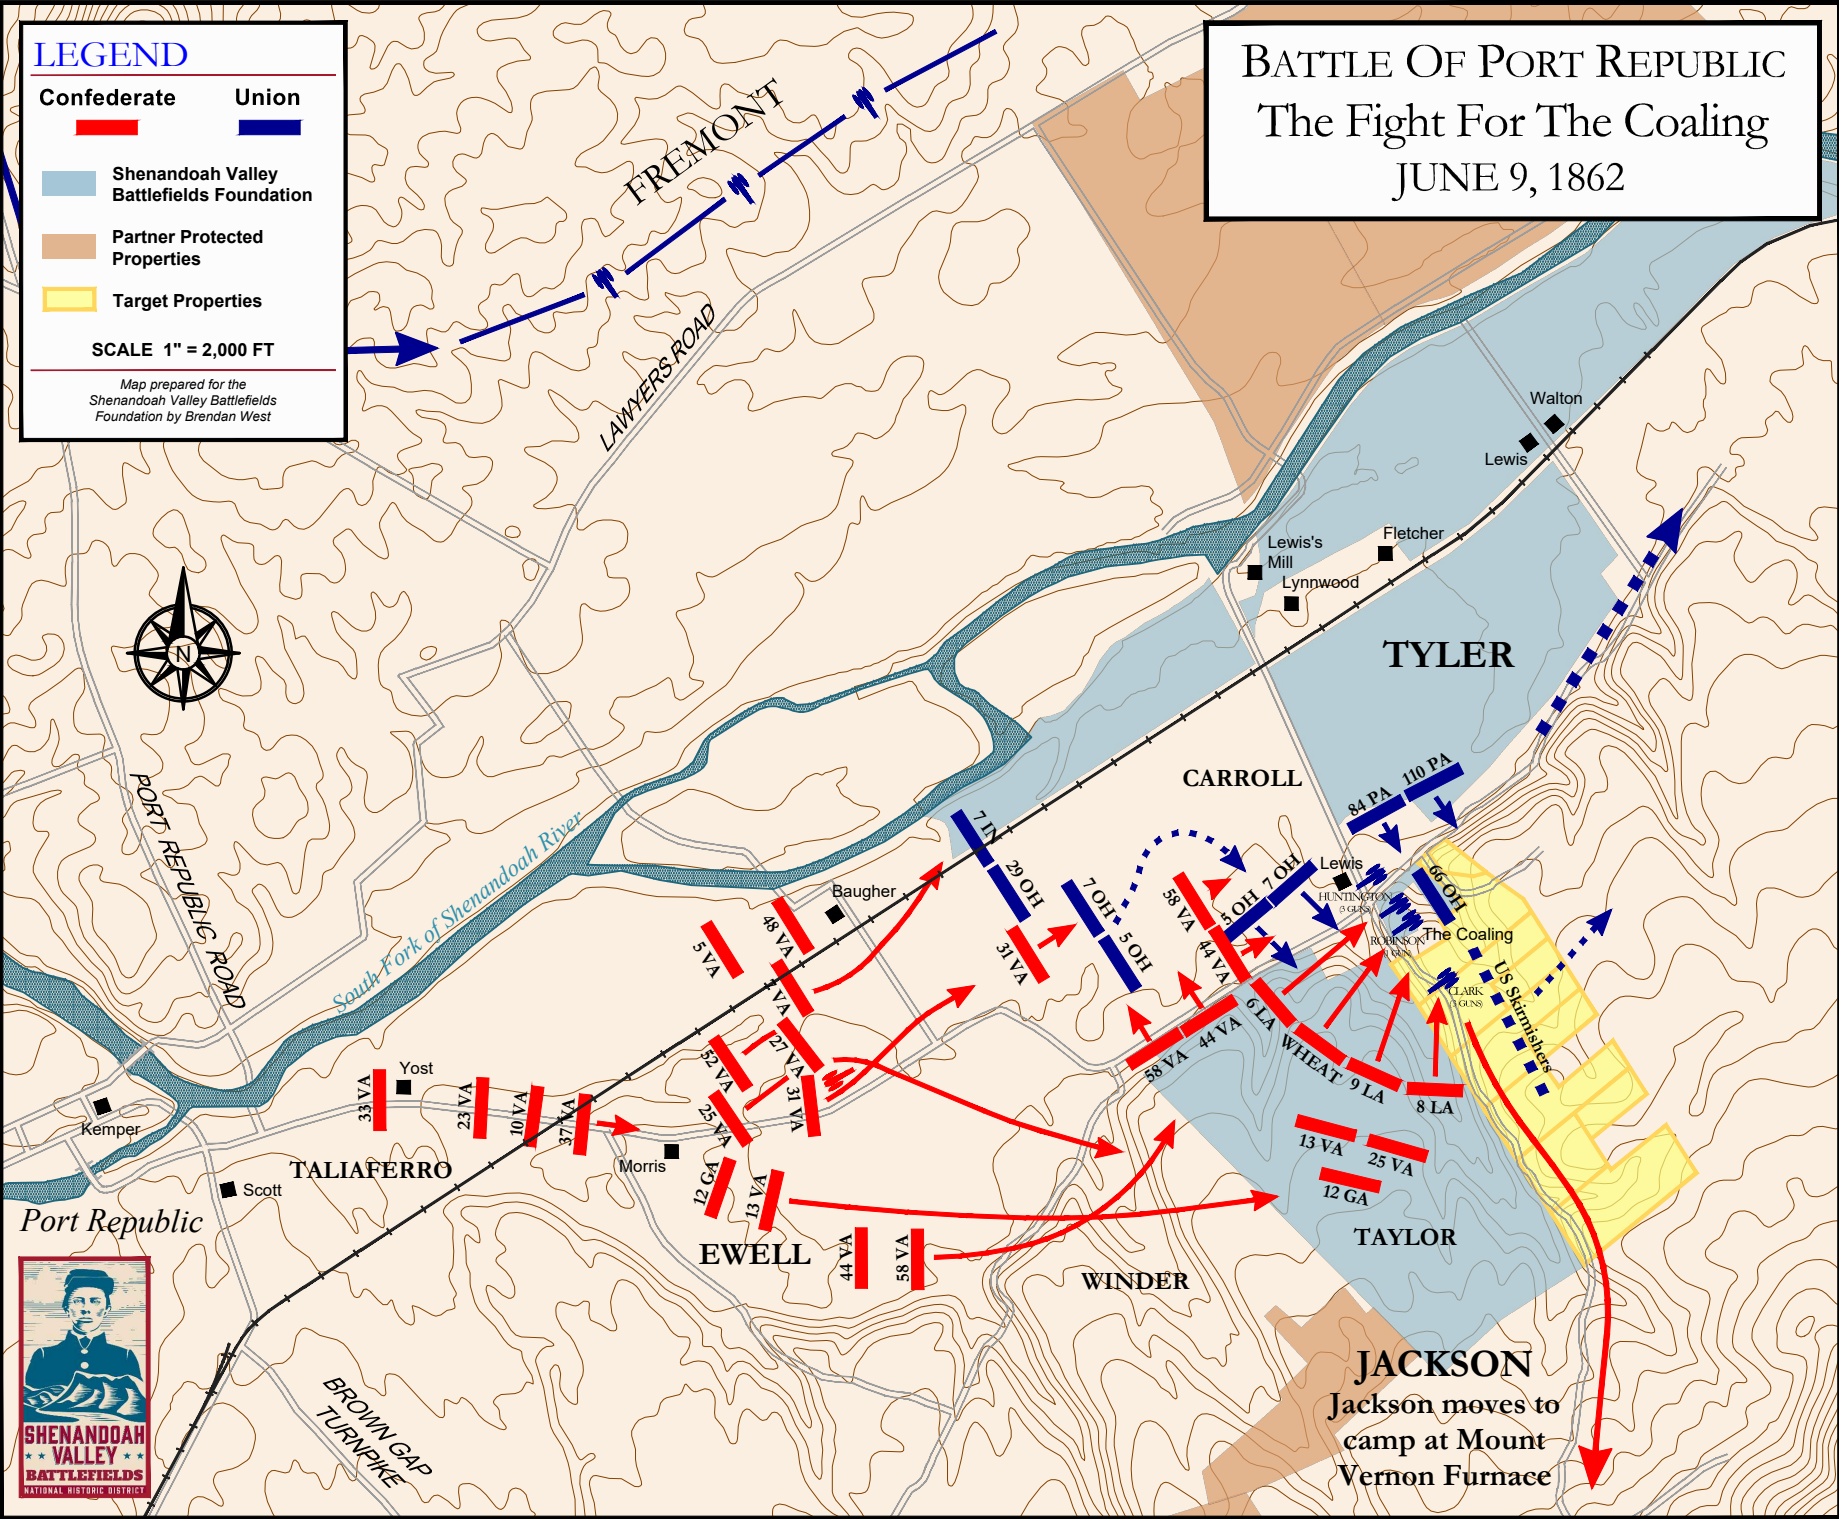 LEGEND
Confederate
Union
Shenandoah Valley
Battlefields Foundation
Partner Protected
Properties
Target Properties
SCALE 1" = 2,000 FT
Map prepared for the
Shenandoah Valley Battlefields
Foundation by Brendan West
BATTLE OF PORT REPUBLIC
The Fight For The Coaling
JUNE 9, 1862
FREMONT
LAWYERS ROAD
Walton
Lewis
Fletcher
Lewis's
Mill
Lynnwood
N
TYLER
CARROLL
PORT REPUBLIC ROAD
South Fork of Shenandoah River
110 PA
84 PA
7 IN
29 OH
7 OH
5 OH
58 VA
44 VA
5 OH
7 OH
Lewis
HUNTINGTON
(3 GUNS)
66 OH
ROBINSON
The Coaling
CLARK
(3 GUNS)
US Skirmishers
Baugher
48 VA
5 VA
31 VA
VA
27 VA
52 VA
31 VA
25 VA
6 LA
WHEAT
9 LA
8 LA
58 VA
44 VA
Yost
33 VA
23 VA
10 VA
37 VA
Kemper
Morris
TALIAFERRO
Scott
Port Republic
12 GA
13 VA
13 VA
25 VA
12 GA
TAYLOR
EWELL
44 VA
58 VA
WINDER
JACKSON
Jackson moves to
camp at Mount
Vernon Furnace
BROWN GAP
TURNPIKE
SHENANDOAH
VALLEY
BATTLEFIELDS
NATIONAL HISTORIC DISTRICT